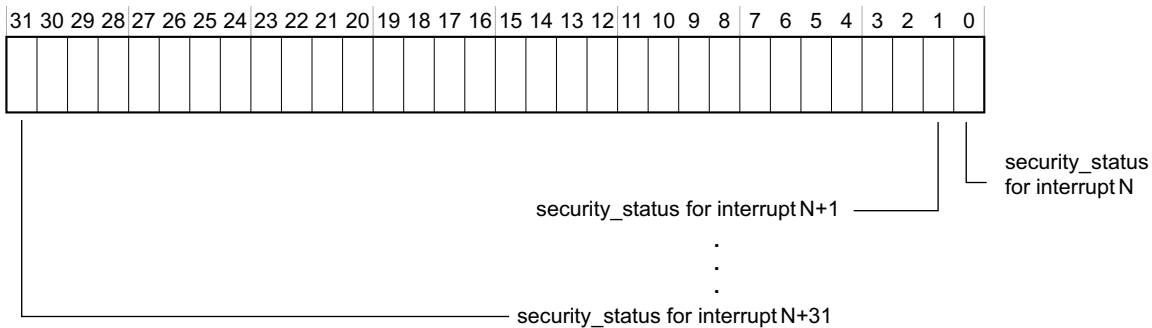 31 30 29 28 27 26 25 24 23 22 21 20 19 18 17 16 15 14 13 12 11 10 9 8 7 6 5 4 3 2 1 0
security_status
for interrupt N
security_status for interrupt N+1
.
.
.
security_status for interrupt N+31